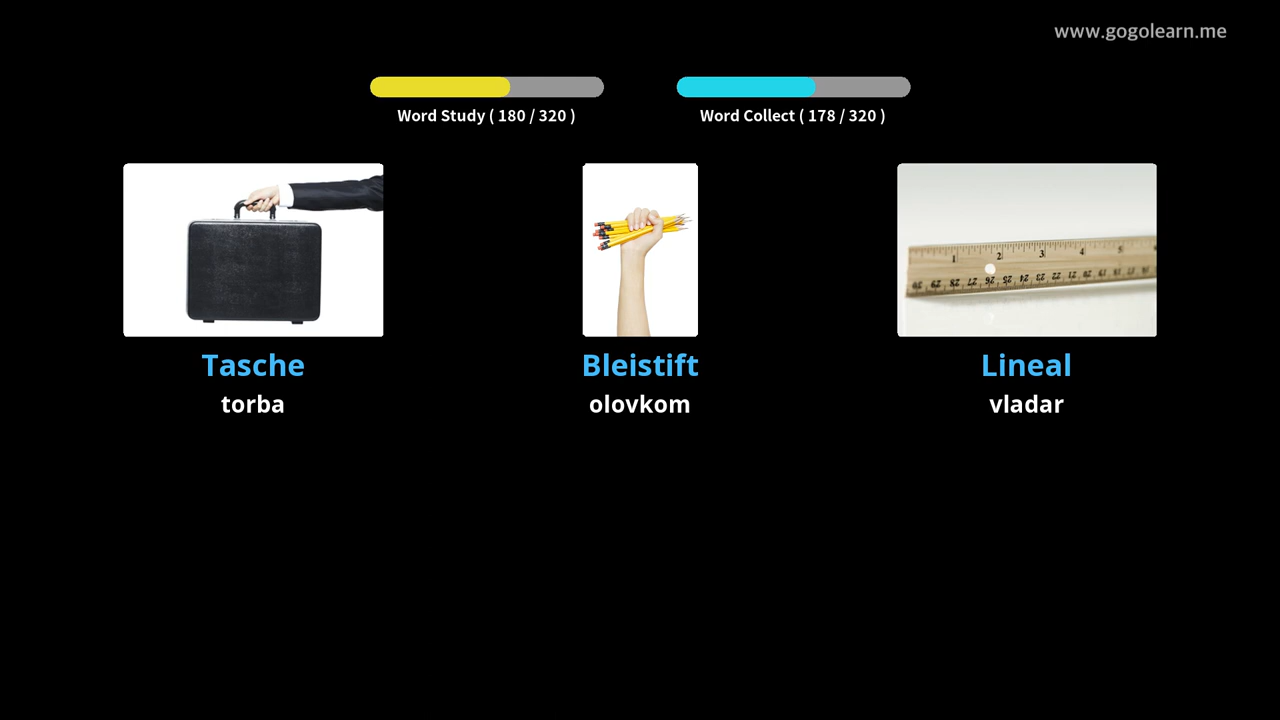 www.gogolearn.me
Word Study ( 180 / 320 )
Word Collect ( 178 / 320 )
Tasche
torba
Bleistift
olovkom
Lineal
vladar